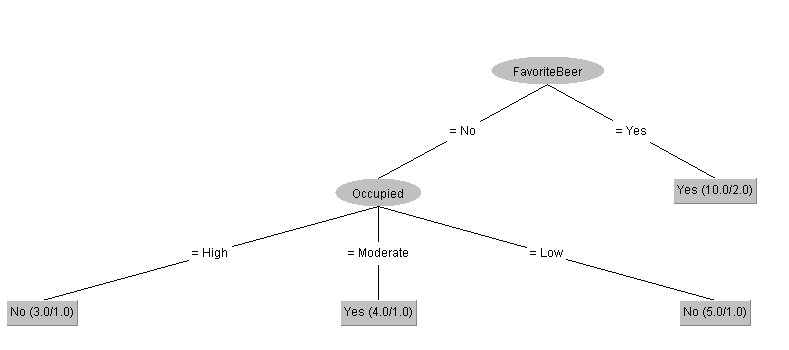 FavoriteBeer
= No
= Yes
Occupied
Yes (10.0/2.0)
= High
= Moderate
= Low
No (3.0/1.0)
Yes (4.0/1.0)
No (5.0/1.0)